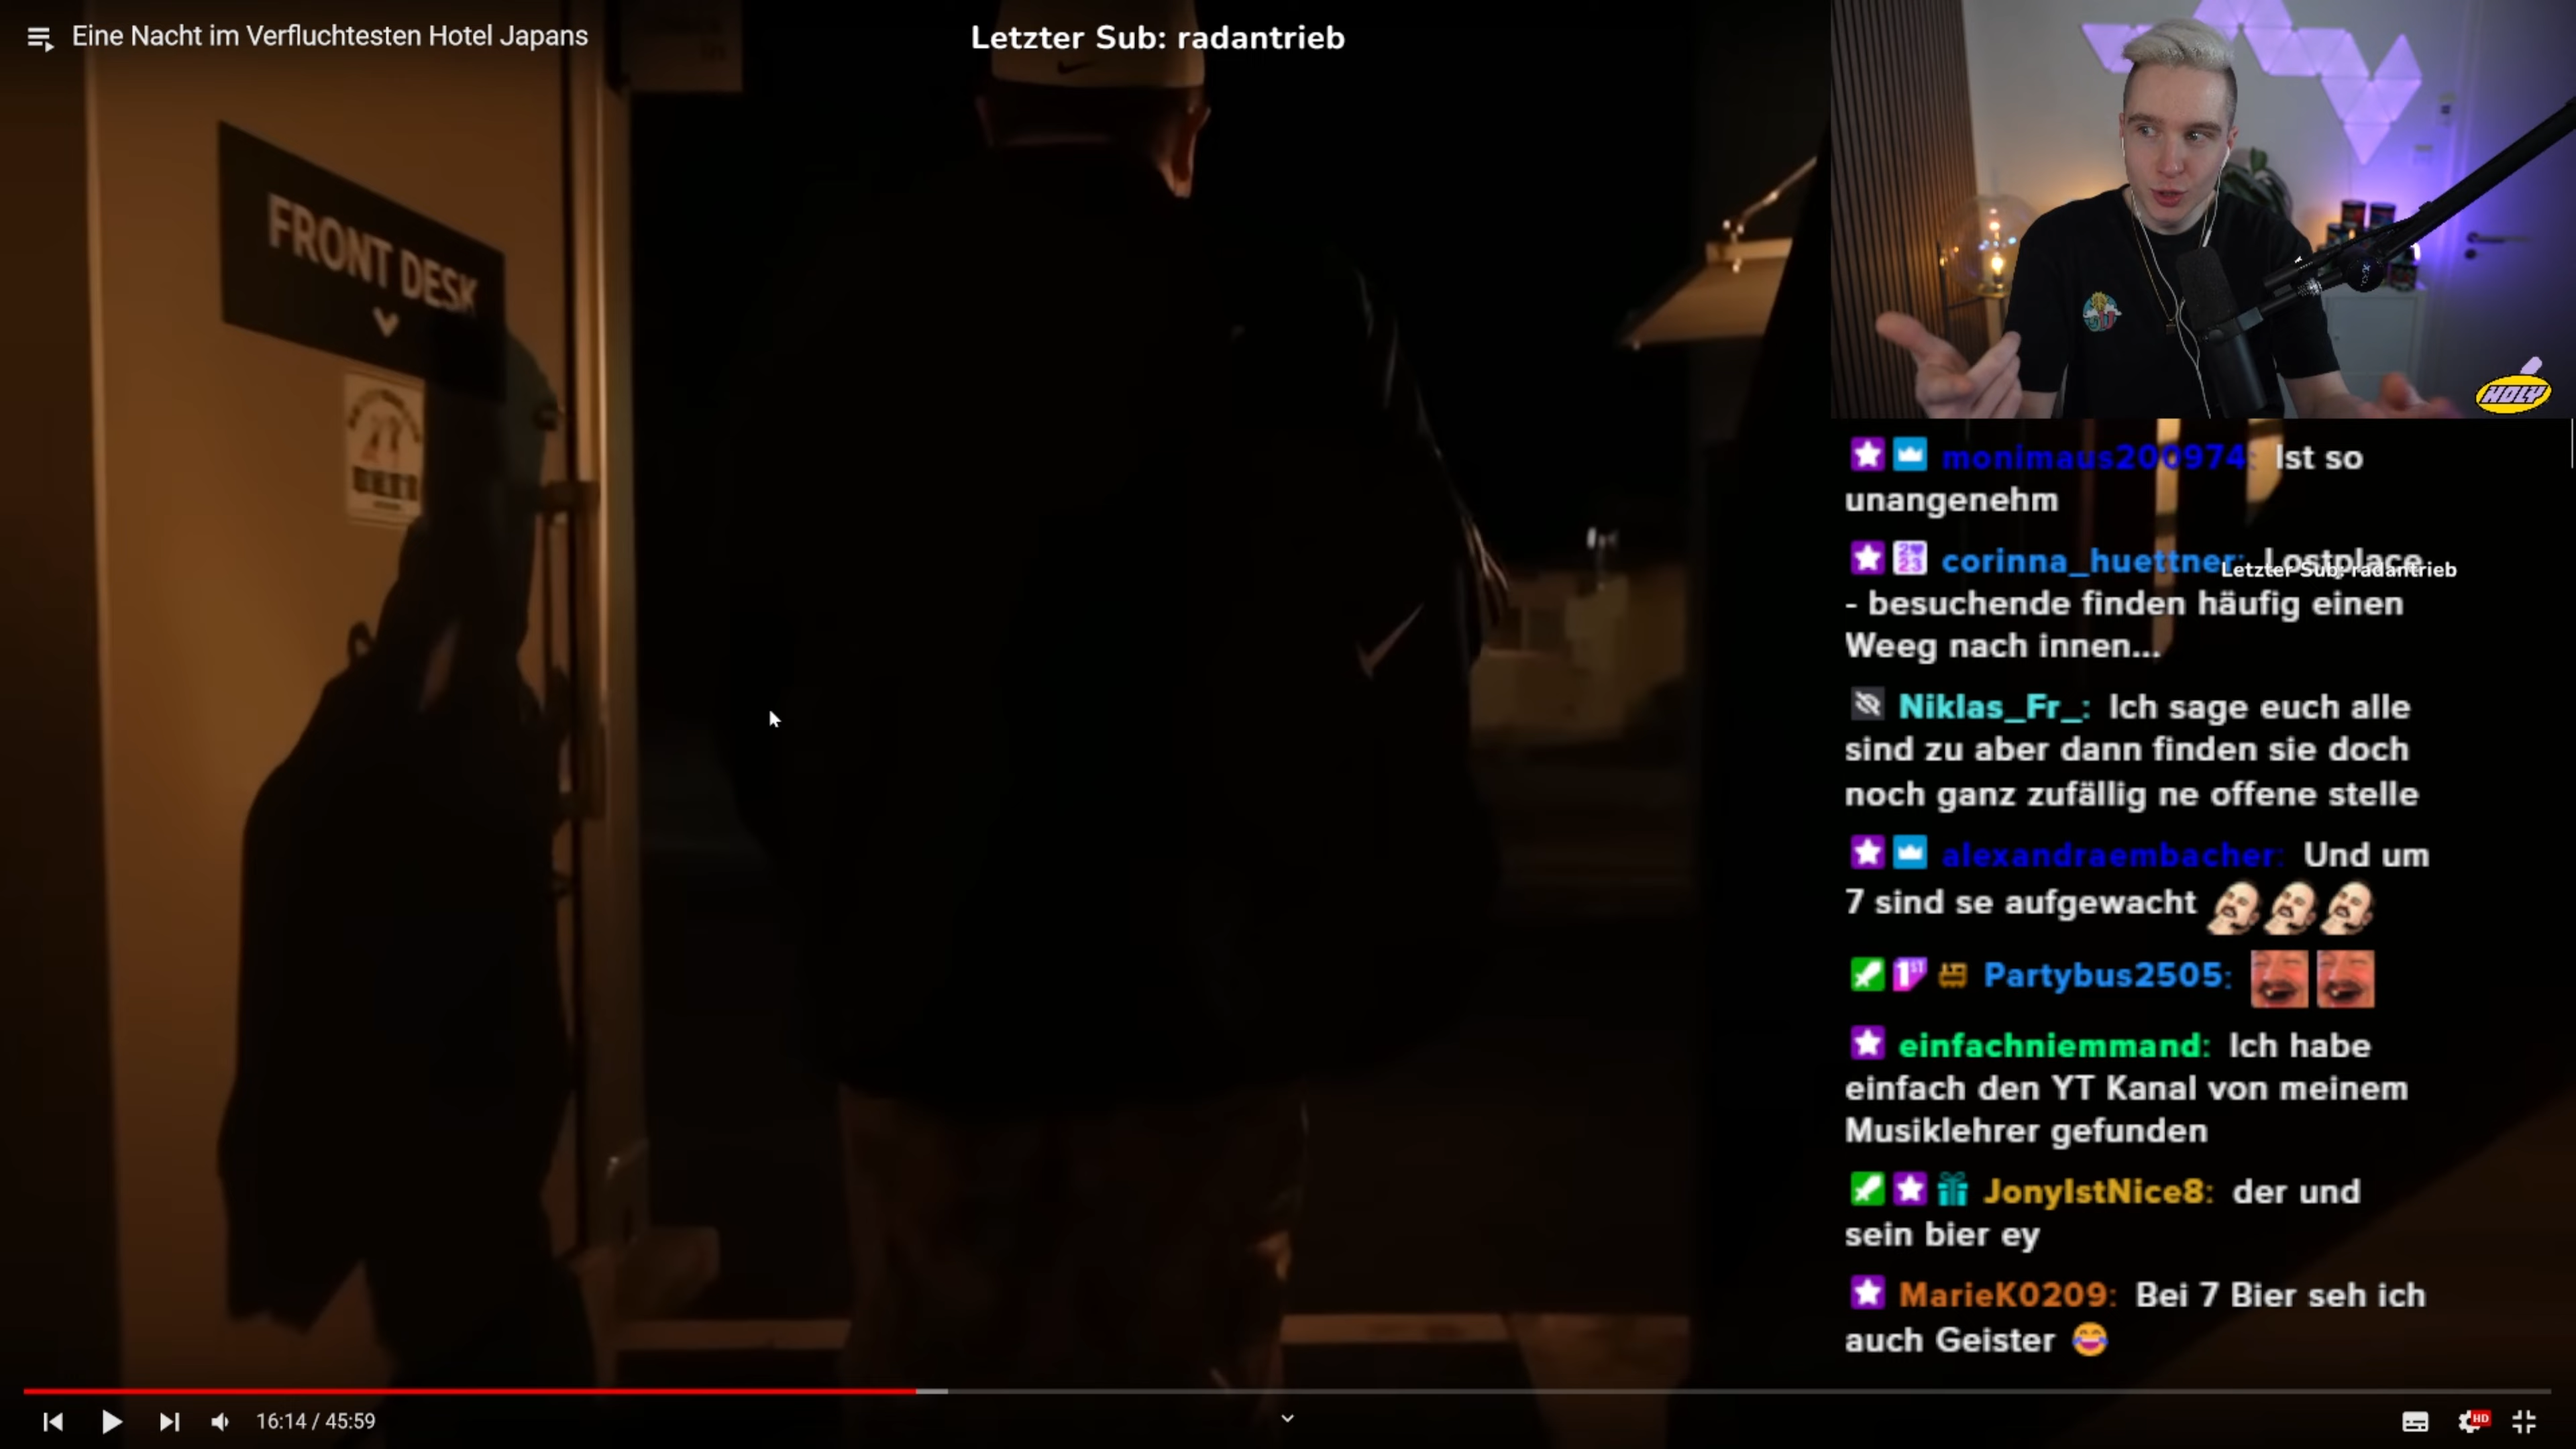 Eine Nacht im Verfluchtesten Hotel Japans
Letzter Sub: radantrieb
FRONT DESK
HOLY
monimaus200974: Ist so
unangenehm
corinna_huettner: Lostplace
Letzter Sub: radantrieb
- besuchende finden häufig einen
Weeg nach innen...
Niklas_Fr_: Ich sage euch alle
sind zu aber dann finden sie doch
noch ganz zufällig ne offene stelle
alexandraembacher: Und um
7 sind se aufgewacht
Partybus2505:
einfachniemmand: Ich habe
einfach den YT Kanal von meinem
Musiklehrer gefunden
JonyIstNice8: der und
sein bier ey
MarieK0209: Bei 7 Bier seh ich
auch Geister 😂
16:14 / 45:59
HD